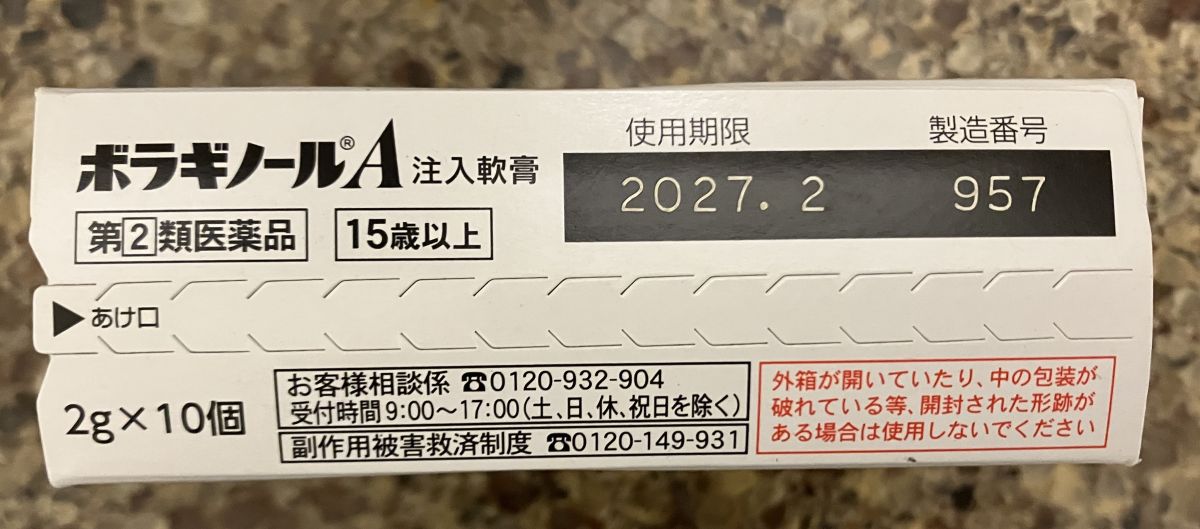 ボラギノール®A 注入軟膏
第②類医薬品 15歳以上
使用期限 製造番号
2027. 2 957
▶あけ口
2g×10個
お客様相談係 ☎0120-932-904
受付時間 9:00〜17:00(土、日、休、祝日を除く)
副作用被害救済制度 ☎0120-149-931
外箱が開いていたり、中の包装が
破れている等、開封された形跡が
ある場合は使用しないでください